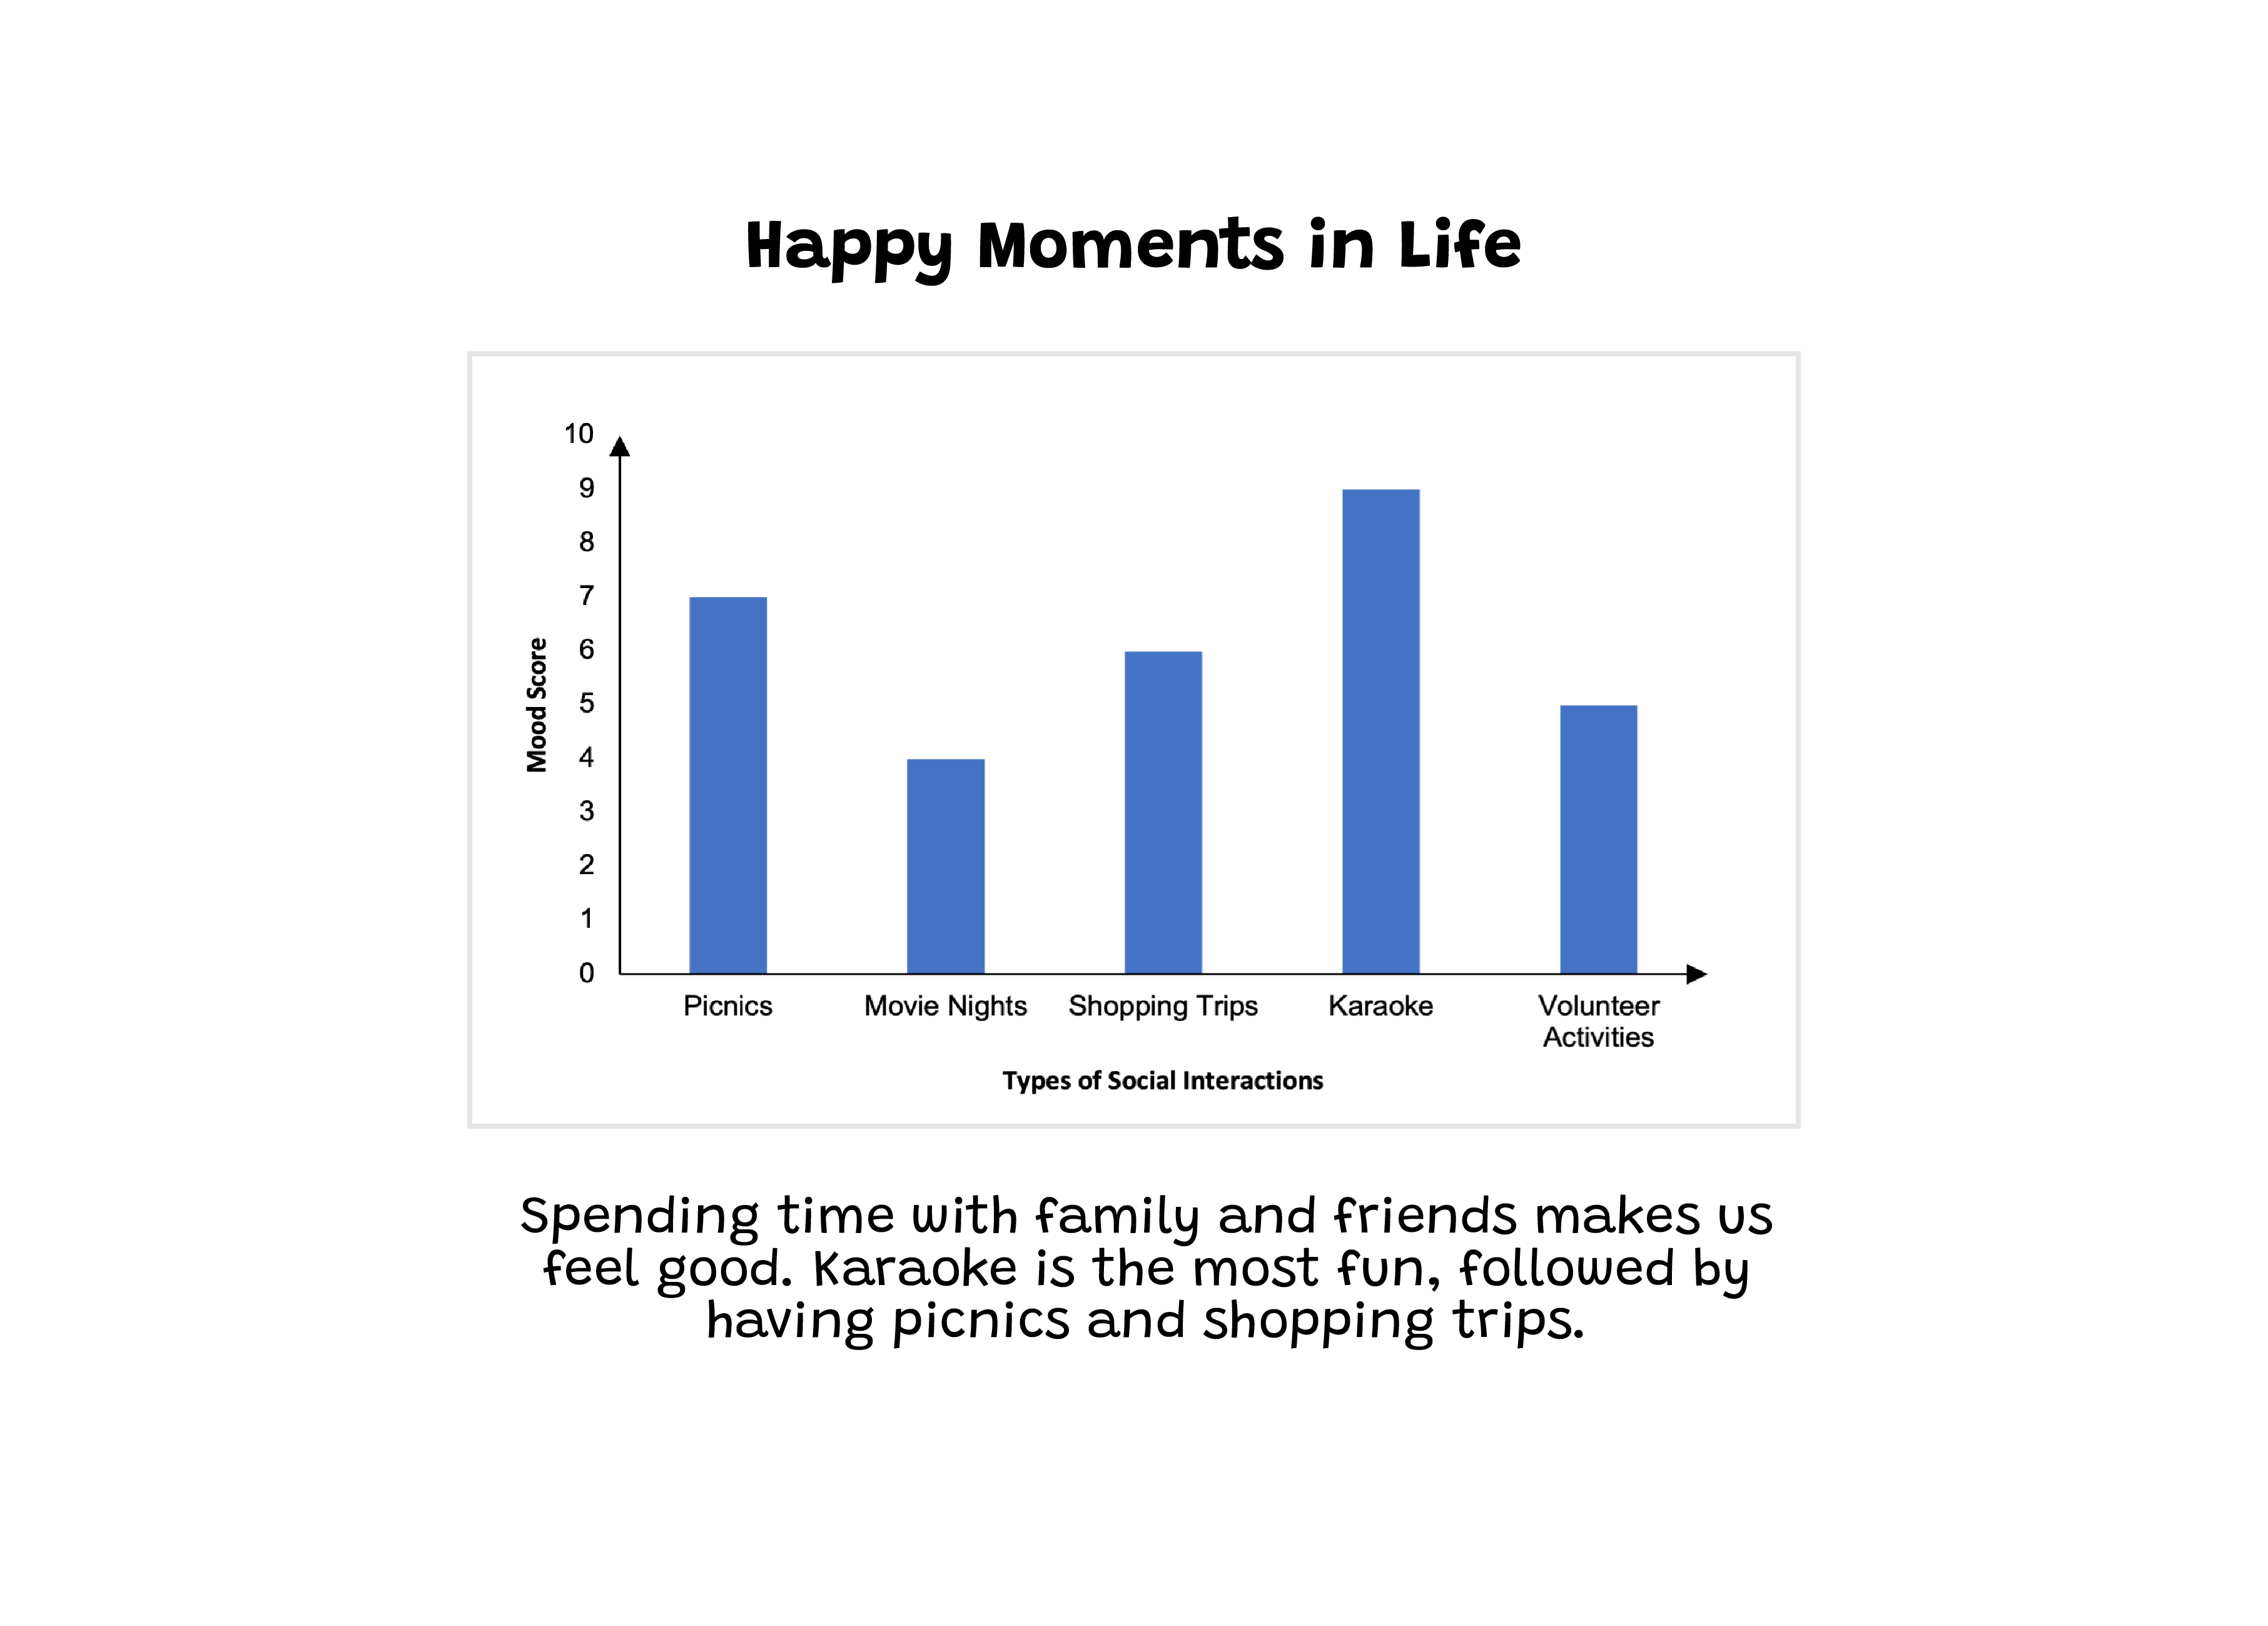 Happy Moments in Life
10
9
8
7
6
5
4
3
2
1
0
Mood Score
Picnics
Movie Nights
Shopping Trips
Karaoke
Volunteer
Activities
Types of Social Interactions
Spending time with family and friends makes us
feel good. Karaoke is the most fun, followed by
having picnics and shopping trips.